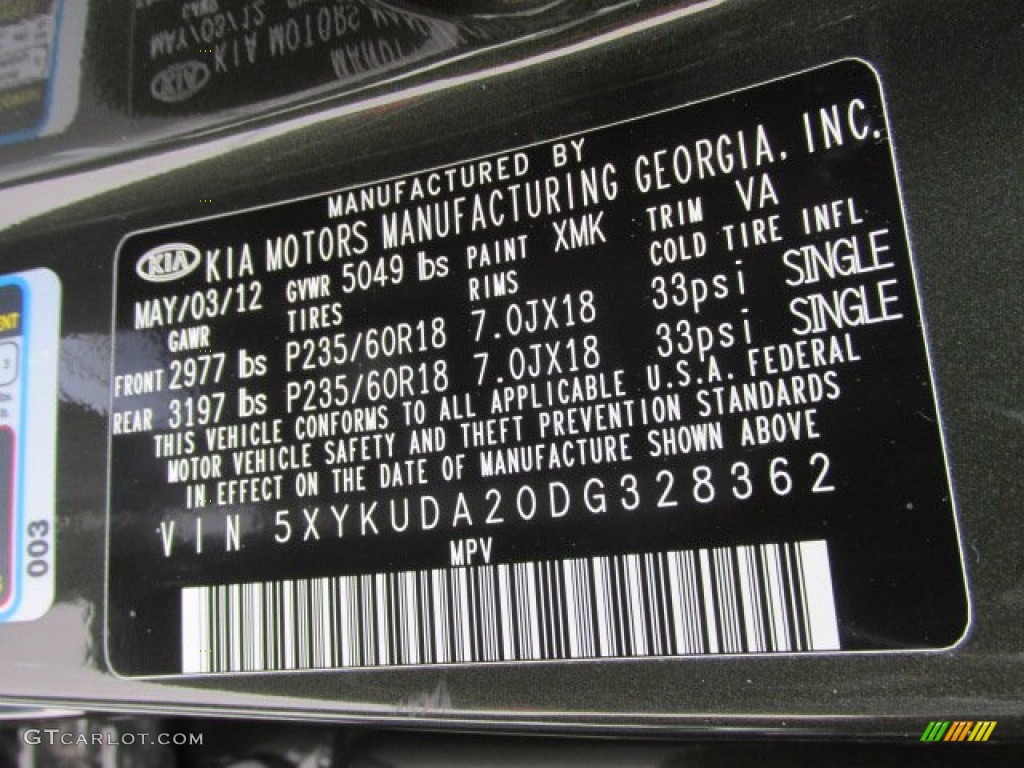 MANUFACTURED BY
KIA KIA MOTORS MANUFACTURING GEORGIA, INC.
MAY/03/12 GVWR 5049 lbs PAINT XMK TRIM VA
GAWR TIRES RIMS COLD TIRE INFL
FRONT 2977 lbs P235/60R18 7.0JX18 33psi SINGLE
REAR 3197 lbs P235/60R18 7.0JX18 33psi SINGLE
THIS VEHICLE CONFORMS TO ALL APPLICABLE U.S.A. FEDERAL
MOTOR VEHICLE SAFETY AND THEFT PREVENTION STANDARDS
IN EFFECT ON THE DATE OF MANUFACTURE SHOWN ABOVE
VIN 5XYKUDA20DG328362
MPV
003
GTCARLOT.COM